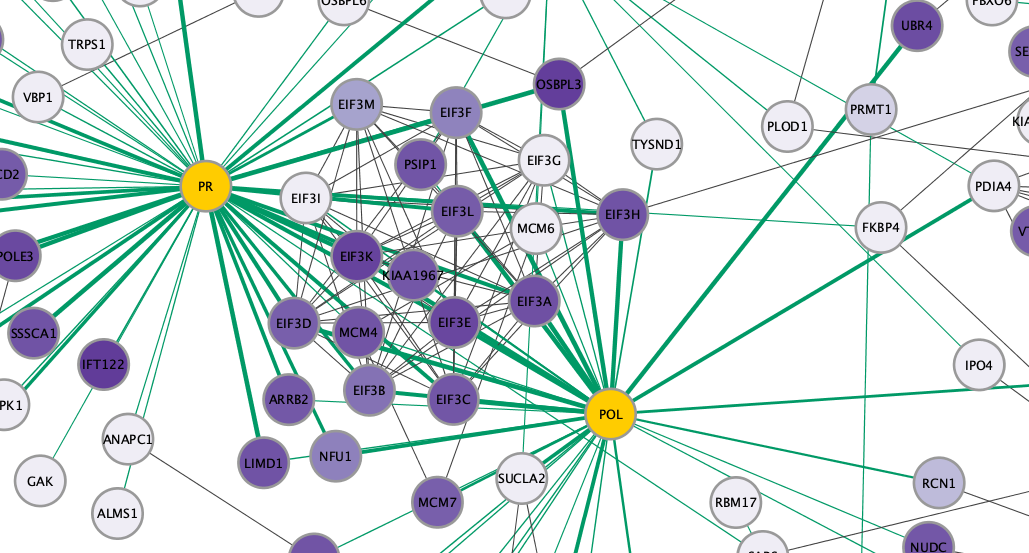 OSBPL6
FBXO6
UBR4
TRPS1
SE
OSBPL3
VBP1
EIF3M
EIF3F
PRMT1
PLOD1
KIA
TYSND1
PSIP1
EIF3G
CD2
PR
PDIA4
EIF3I
EIF3L
EIF3H
MCM6
FKBP4
VT
POLE3
EIF3K
KIAA1967
EIF3A
EIF3D
EIF3E
SSSCA1
MCM4
IFT122
IPO4
EIF3B
PK1
ARRB2
EIF3C
POL
ANAPC1
NFU1
LIMD1
SUCLA2
GAK
RCN1
MCM7
RBM17
ALMS1
NUDC